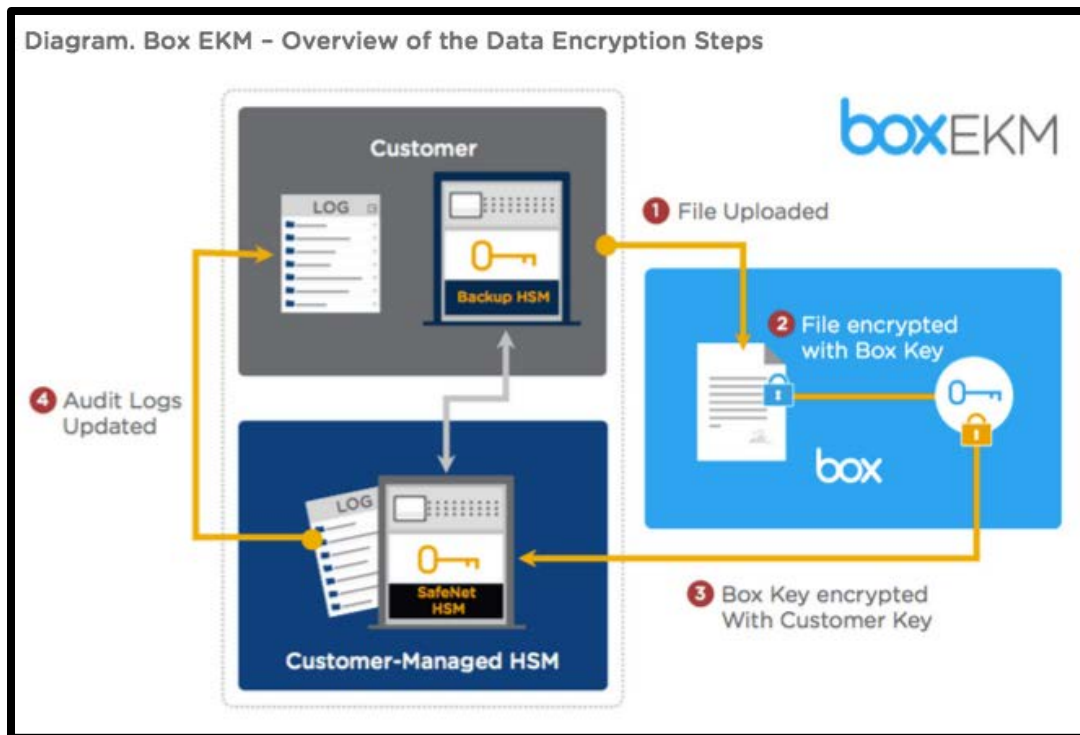 Diagram. Box EKM – Overview of the Data Encryption Steps
boxEKM
Customer
LOG
Backup HSM
1 File Uploaded
2 File encrypted
with Box Key
box
4 Audit Logs
Updated
LOG
SafeNet
HSM
3 Box Key encrypted
With Customer Key
Customer-Managed HSM